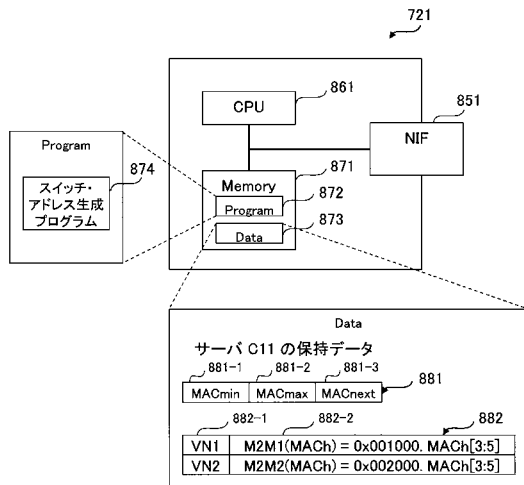 721
CPU
861
851
NIF
Program
874
スイッチ・
アドレス生成
プログラム
871
Memory
872
Program
873
Data
Data
サーバ C11 の保持データ
881-1 881-2 881-3
881
MACmin MACmax MACnext
882-1 882-2 882
VN1 M2M1(MACh) = 0x001000. MACh[3:5]
VN2 M2M2(MACh) = 0x002000. MACh[3:5]